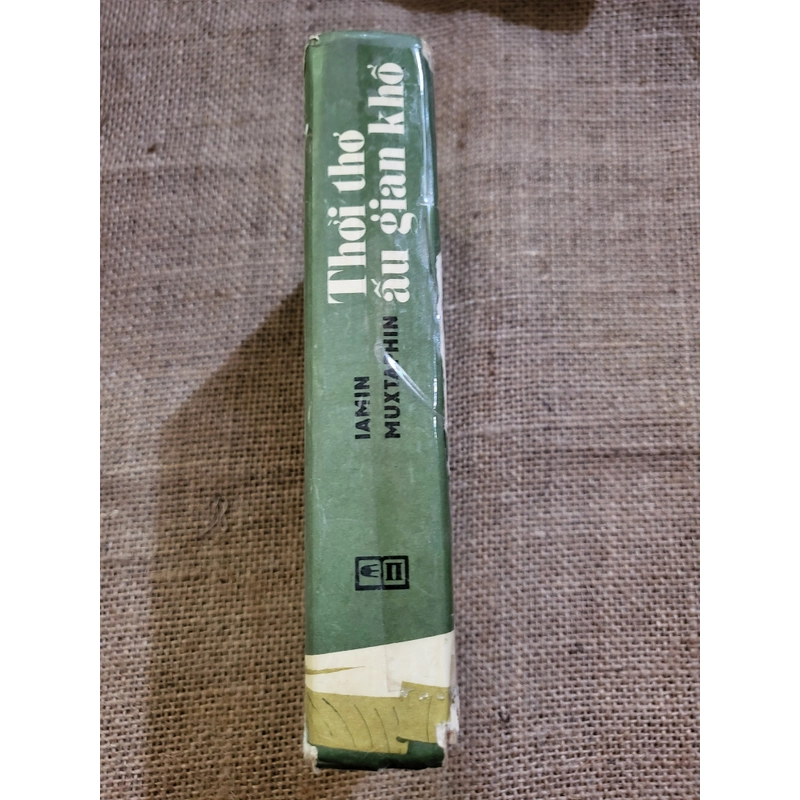 Thời thơ
ấu gian khổ
IAMIN
MUXTAPHIN